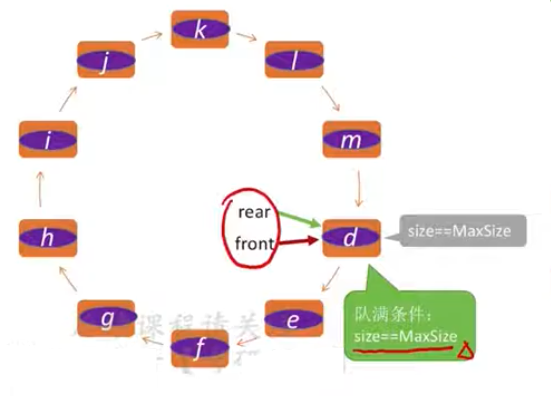 k
j
l
i
m
rear
front
d
size==MaxSize
h
队满条件：
size==MaxSize
g
e
f
课程请关